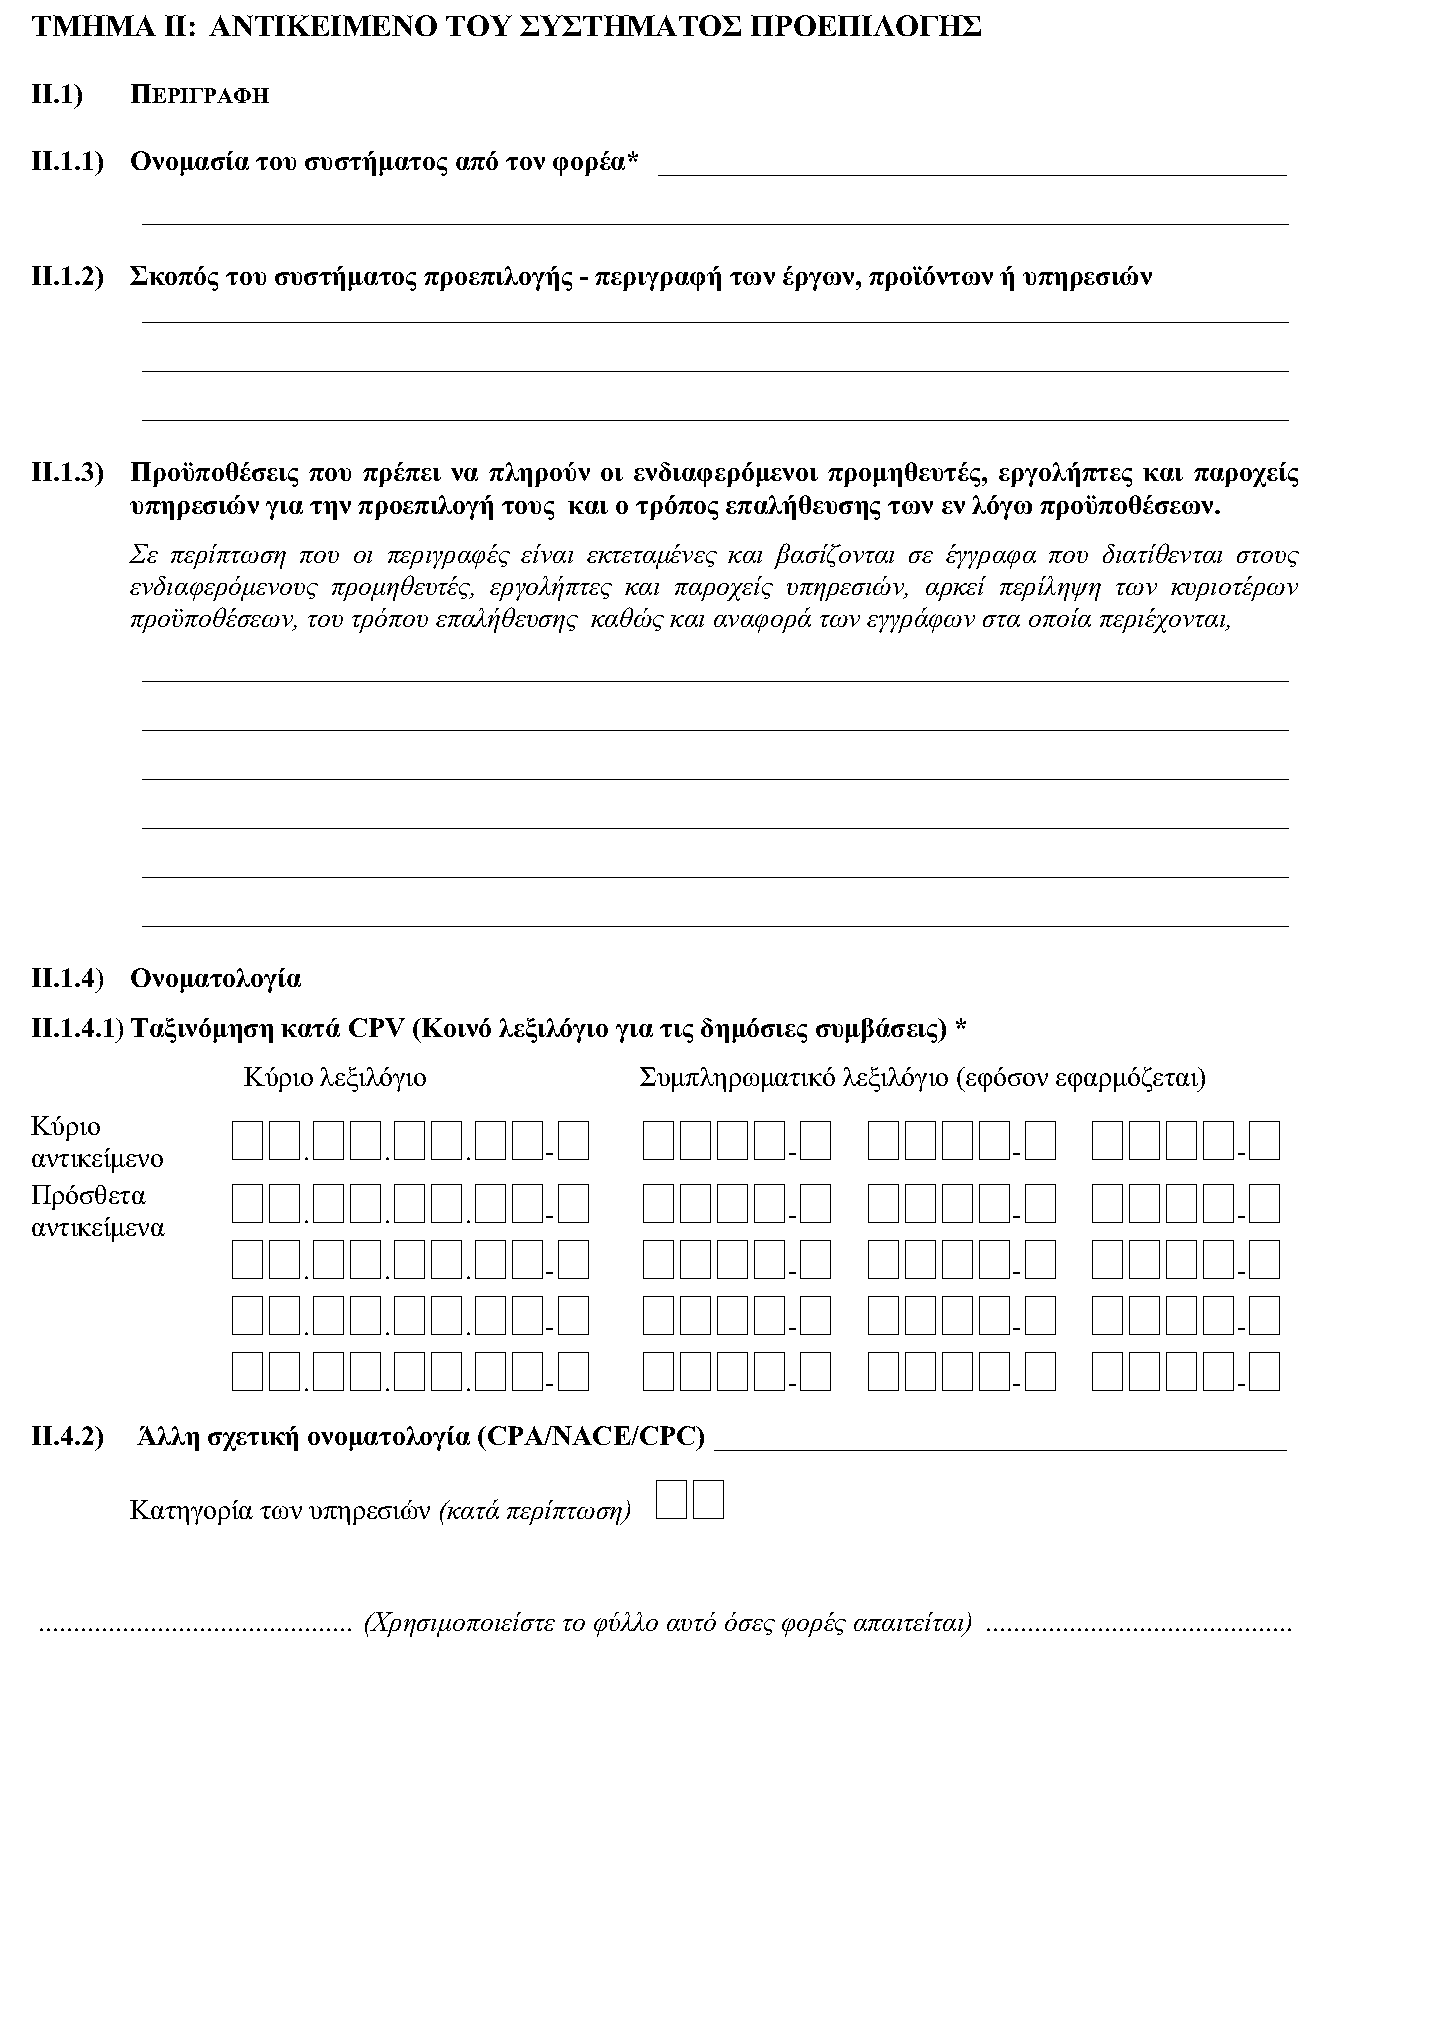 ΤΜΗΜΑ ΙΙ: ΑΝΤΙΚΕΙΜΕΝΟ ΤΟΥ ΣΥΣΤΗΜΑΤΟΣ ΠΡΟΕΠΙΛΟΓΗΣ
ΙΙ.1) ΠΕΡΙΓΡΑΦΗ
ΙΙ.1.1) Ονομασία του συστήματος από τον φορέα*
ΙΙ.1.2) Σκοπός του συστήματος προεπιλογής - περιγραφή των έργων, προϊόντων ή υπηρεσιών
ΙΙ.1.3) Προϋποθέσεις που πρέπει να πληρούν οι ενδιαφερόμενοι προμηθευτές, εργολήπτες και παροχείς
υπηρεσιών για την προεπιλογή τους και ο τρόπος επαλήθευσης των εν λόγω προϋποθέσεων.
Σε περίπτωση που οι περιγραφές είναι εκτεταμένες και βασίζονται σε έγγραφα που διατίθενται στους
ενδιαφερόμενους προμηθευτές, εργολήπτες και παροχείς υπηρεσιών, αρκεί περίληψη των κυριοτέρων
προϋποθέσεων, του τρόπου επαλήθευσης καθώς και αναφορά των εγγράφων στα οποία περιέχονται,
ΙΙ.1.4) Ονοματολογία
ΙΙ.1.4.1) Ταξινόμηση κατά CPV (Κοινό λεξιλόγιο για τις δημόσιες συμβάσεις) *
Κύριο λεξιλόγιο Συμπληρωματικό λεξιλόγιο (εφόσον εφαρμόζεται)
Κύριο
αντικείμενο . . . - - - -
Πρόσθετα
αντικείμενα . . . - - - -
. . . - - - -
. . . - - - -
. . . - - - -
ΙΙ.4.2) Άλλη σχετική ονοματολογία (CPA/NACE/CPC)
Κατηγορία των υπηρεσιών (κατά περίπτωση)
............................................. (Χρησιμοποιείστε το φύλλο αυτό όσες φορές απαιτείται) ............................................